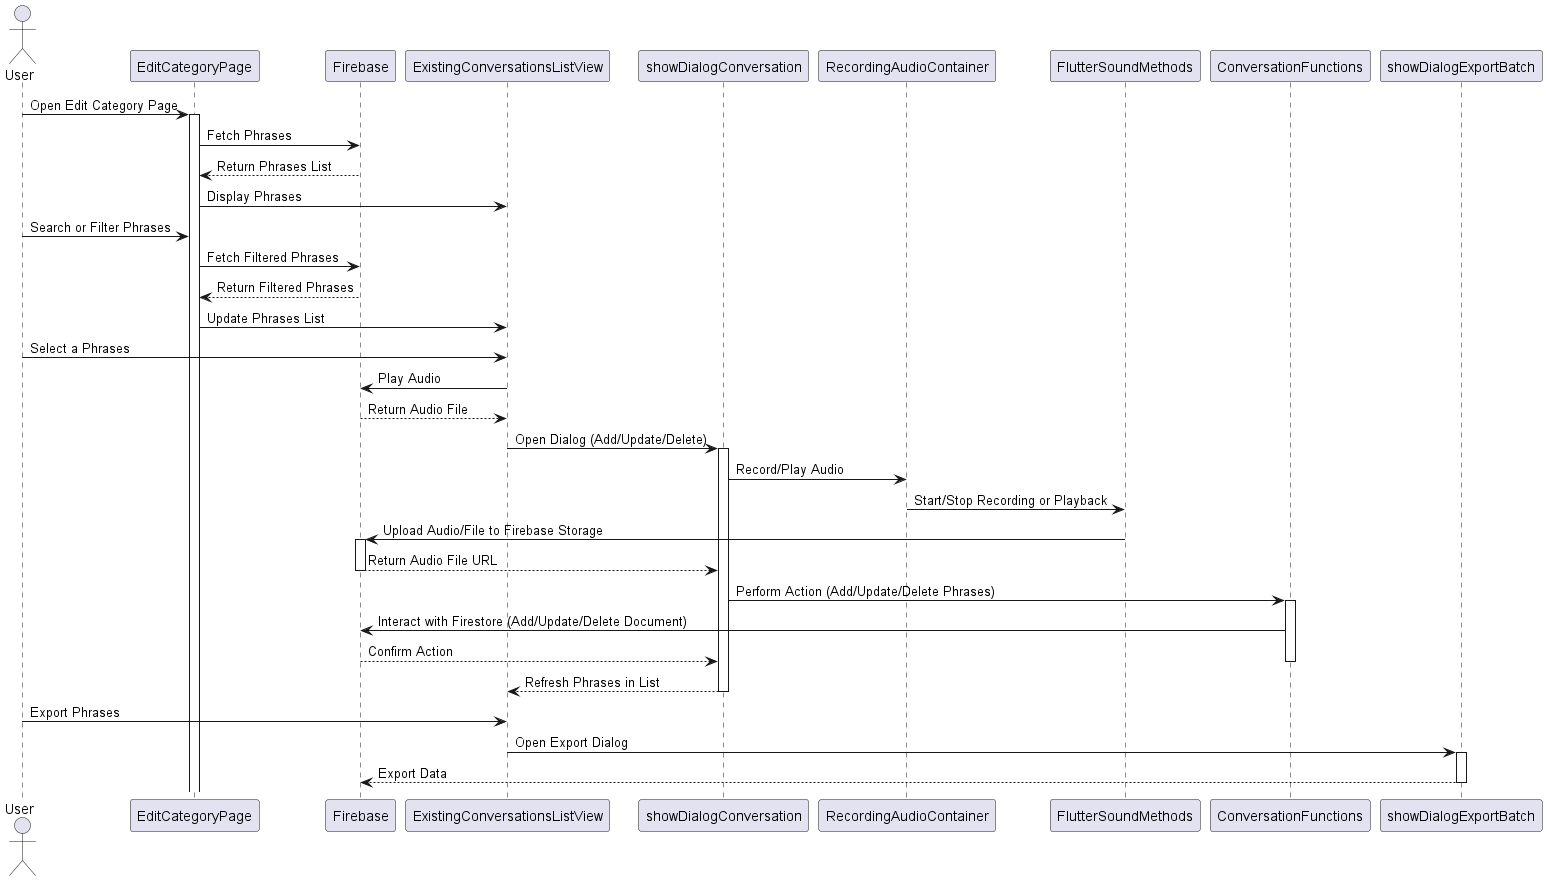 User
EditCategoryPage
Firebase
ExistingConversationsListView
showDialogConversation
RecordingAudioContainer
FlutterSoundMethods
ConversationFunctions
showDialogExportBatch
Open Edit Category Page
Fetch Phrases
Return Phrases List
Display Phrases
Search or Filter Phrases
Fetch Filtered Phrases
Return Filtered Phrases
Update Phrases List
Select a Phrases
Play Audio
Return Audio File
Open Dialog (Add/Update/Delete)
Record/Play Audio
Start/Stop Recording or Playback
Upload Audio/File to Firebase Storage
Return Audio File URL
Perform Action (Add/Update/Delete Phrases)
Interact with Firestore (Add/Update/Delete Document)
Confirm Action
Refresh Phrases in List
Export Phrases
Open Export Dialog
Export Data
User
EditCategoryPage
Firebase
ExistingConversationsListView
showDialogConversation
RecordingAudioContainer
FlutterSoundMethods
ConversationFunctions
showDialogExportBatch